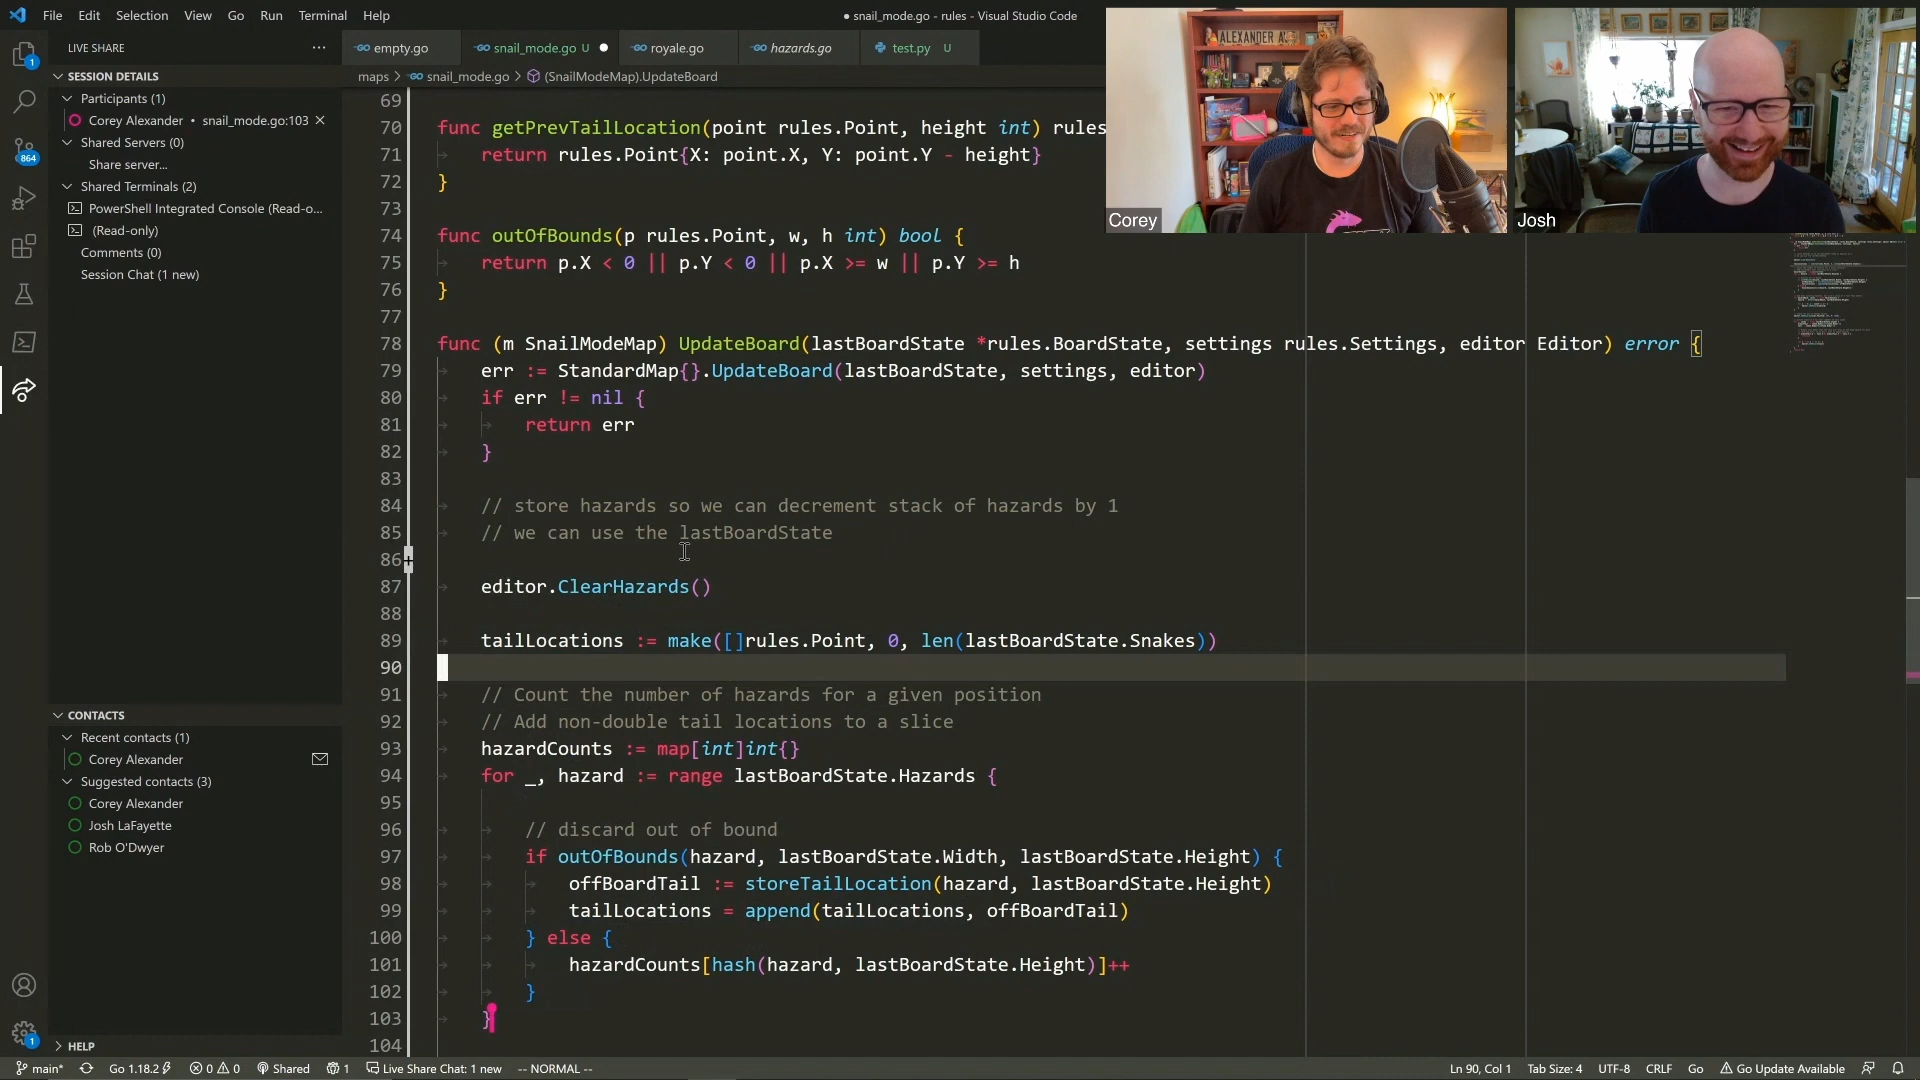 File Edit Selection View Go Run Terminal Help
● snail_mode.go - rules - Visual Studio Code
LIVE SHARE ···
SESSION DETAILS
Participants (1)
Corey Alexander • snail_mode.go:103 ×
Shared Servers (0)
Share server...
Shared Terminals (2)
PowerShell Integrated Console (Read-o...
(Read-only)
Comments (0)
Session Chat (1 new)
CONTACTS
Recent contacts (1)
Corey Alexander
Suggested contacts (3)
Corey Alexander
Josh LaFayette
Rob O'Dwyer
HELP
1
864
1
empty.go snail_mode.go U ● royale.go hazards.go test.py U
maps > snail_mode.go > (SnailModeMap).UpdateBoard
69
70 func getPrevTailLocation(point rules.Point, height int) rules
71 return rules.Point{X: point.X, Y: point.Y - height}
72 }
73
74 func outOfBounds(p rules.Point, w, h int) bool {
75 return p.X < 0 || p.Y < 0 || p.X >= w || p.Y >= h
76 }
77
78 func (m SnailModeMap) UpdateBoard(lastBoardState *rules.BoardState, settings rules.Settings, editor Editor) error {
79 err := StandardMap{}.UpdateBoard(lastBoardState, settings, editor)
80 if err != nil {
81 return err
82 }
83
84 // store hazards so we can decrement stack of hazards by 1
85 // we can use the lastBoardState
86
87 editor.ClearHazards()
88
89 tailLocations := make([]rules.Point, 0, len(lastBoardState.Snakes))
90
91 // Count the number of hazards for a given position
92 // Add non-double tail locations to a slice
93 hazardCounts := map[int]int{}
94 for _, hazard := range lastBoardState.Hazards {
95
96 // discard out of bound
97 if outOfBounds(hazard, lastBoardState.Width, lastBoardState.Height) {
98 offBoardTail := storeTailLocation(hazard, lastBoardState.Height)
99 tailLocations = append(tailLocations, offBoardTail)
100 } else {
101 hazardCounts[hash(hazard, lastBoardState.Height)]++
102 }
103 }
104
ALEXANDER A
Corey
Josh
main* Go 1.18.2 0 0 Shared 1 Live Share Chat: 1 new -- NORMAL --
Ln 90, Col 1 Tab Size: 4 UTF-8 CRLF Go Go Update Available